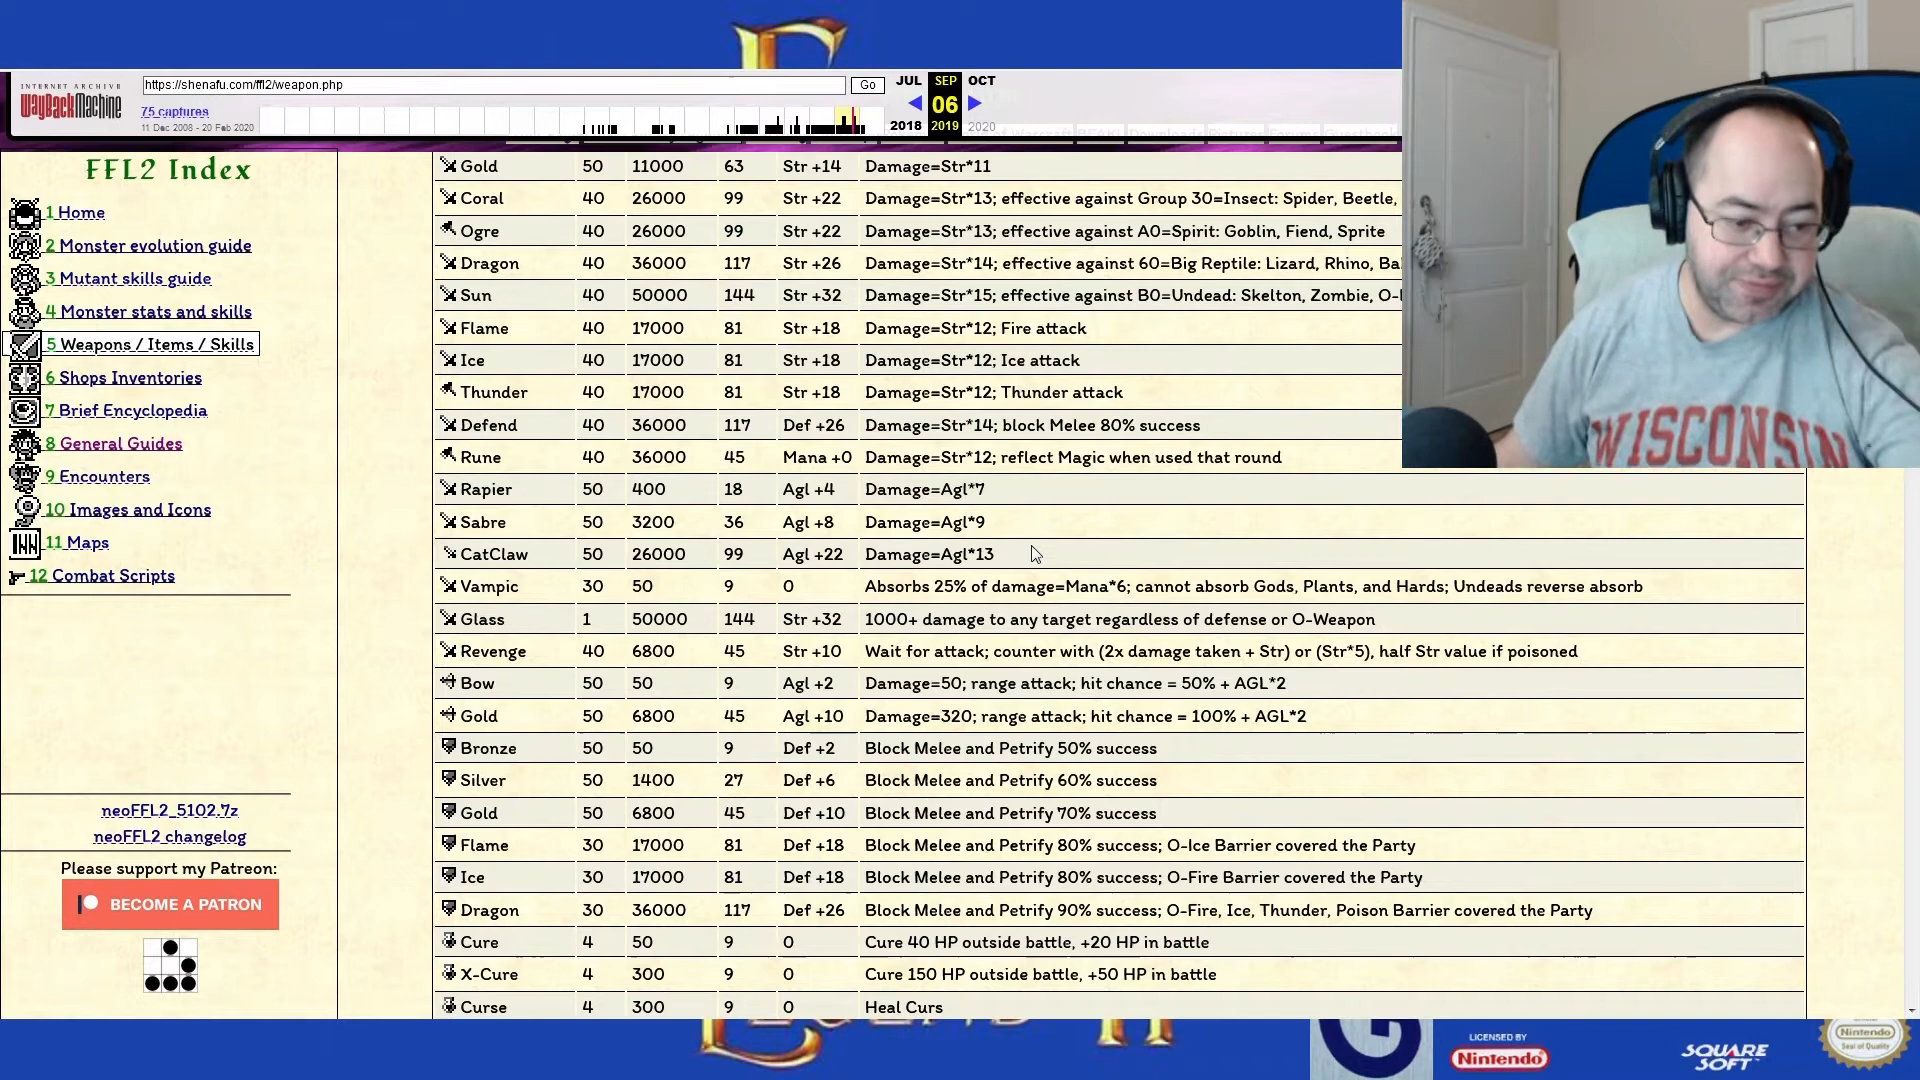 INTERNET ARCHIVE
WayBackMachine
https://shenafu.com/ffl2/weapon.php
Go
JUL SEP OCT
75 captures
06
11 Dec 2008 - 20 Feb 2020
2018 2019 2020
FFL2 Index
1 Home
2 Monster evolution guide
3 Mutant skills guide
4 Monster stats and skills
5 Weapons / Items / Skills
6 Shops Inventories
7 Brief Encyclopedia
8 General Guides
9 Encounters
10 Images and Icons
11 Maps
12 Combat Scripts
neoFFL2_5102.7z
neoFFL2 changelog
Please support my Patreon:
BECOME A PATRON
Gold 50 11000 63 Str +14 Damage=Str*11
Coral 40 26000 99 Str +22 Damage=Str*13; effective against Group 30=Insect: Spider, Beetle,
Ogre 40 26000 99 Str +22 Damage=Str*13; effective against A0=Spirit: Goblin, Fiend, Sprite
Dragon 40 36000 117 Str +26 Damage=Str*14; effective against 60=Big Reptile: Lizard, Rhino,
Sun 40 50000 144 Str +32 Damage=Str*15; effective against B0=Undead: Skelton, Zombie,
Flame 40 17000 81 Str +18 Damage=Str*12; Fire attack
Ice 40 17000 81 Str +18 Damage=Str*12; Ice attack
Thunder 40 17000 81 Str +18 Damage=Str*12; Thunder attack
Defend 40 36000 117 Def +26 Damage=Str*14; block Melee 80% success
Rune 40 36000 45 Mana +0 Damage=Str*12; reflect Magic when used that round
Rapier 50 400 18 Agl +4 Damage=Agl*7
Sabre 50 3200 36 Agl +8 Damage=Agl*9
CatClaw 50 26000 99 Agl +22 Damage=Agl*13
Vampic 30 50 9 0 Absorbs 25% of damage=Mana*6; cannot absorb Gods, Plants, and Hards; Undeads reverse absorb
Glass 1 50000 144 Str +32 1000+ damage to any target regardless of defense or O-Weapon
Revenge 40 6800 45 Str +10 Wait for attack; counter with (2x damage taken + Str) or (Str*5), half Str value if poisoned
Bow 50 50 9 Agl +2 Damage=50; range attack; hit chance = 50% + AGL*2
Gold 50 6800 45 Agl +10 Damage=320; range attack; hit chance = 100% + AGL*2
Bronze 50 50 9 Def +2 Block Melee and Petrify 50% success
Silver 50 1400 27 Def +6 Block Melee and Petrify 60% success
Gold 50 6800 45 Def +10 Block Melee and Petrify 70% success
Flame 30 17000 81 Def +18 Block Melee and Petrify 80% success; O-Ice Barrier covered the Party
Ice 30 17000 81 Def +18 Block Melee and Petrify 80% success; O-Fire Barrier covered the Party
Dragon 30 36000 117 Def +26 Block Melee and Petrify 90% success; O-Fire, Ice, Thunder, Poison Barrier covered the Party
Cure 4 50 9 0 Cure 40 HP outside battle, +20 HP in battle
X-Cure 4 300 9 0 Cure 150 HP outside battle, +50 HP in battle
Curse 4 300 9 0 Heal Curs
WISCONSIN
LICENSED BY
Nintendo
SQUARE
SOFT
Nintendo
Seal of Quality